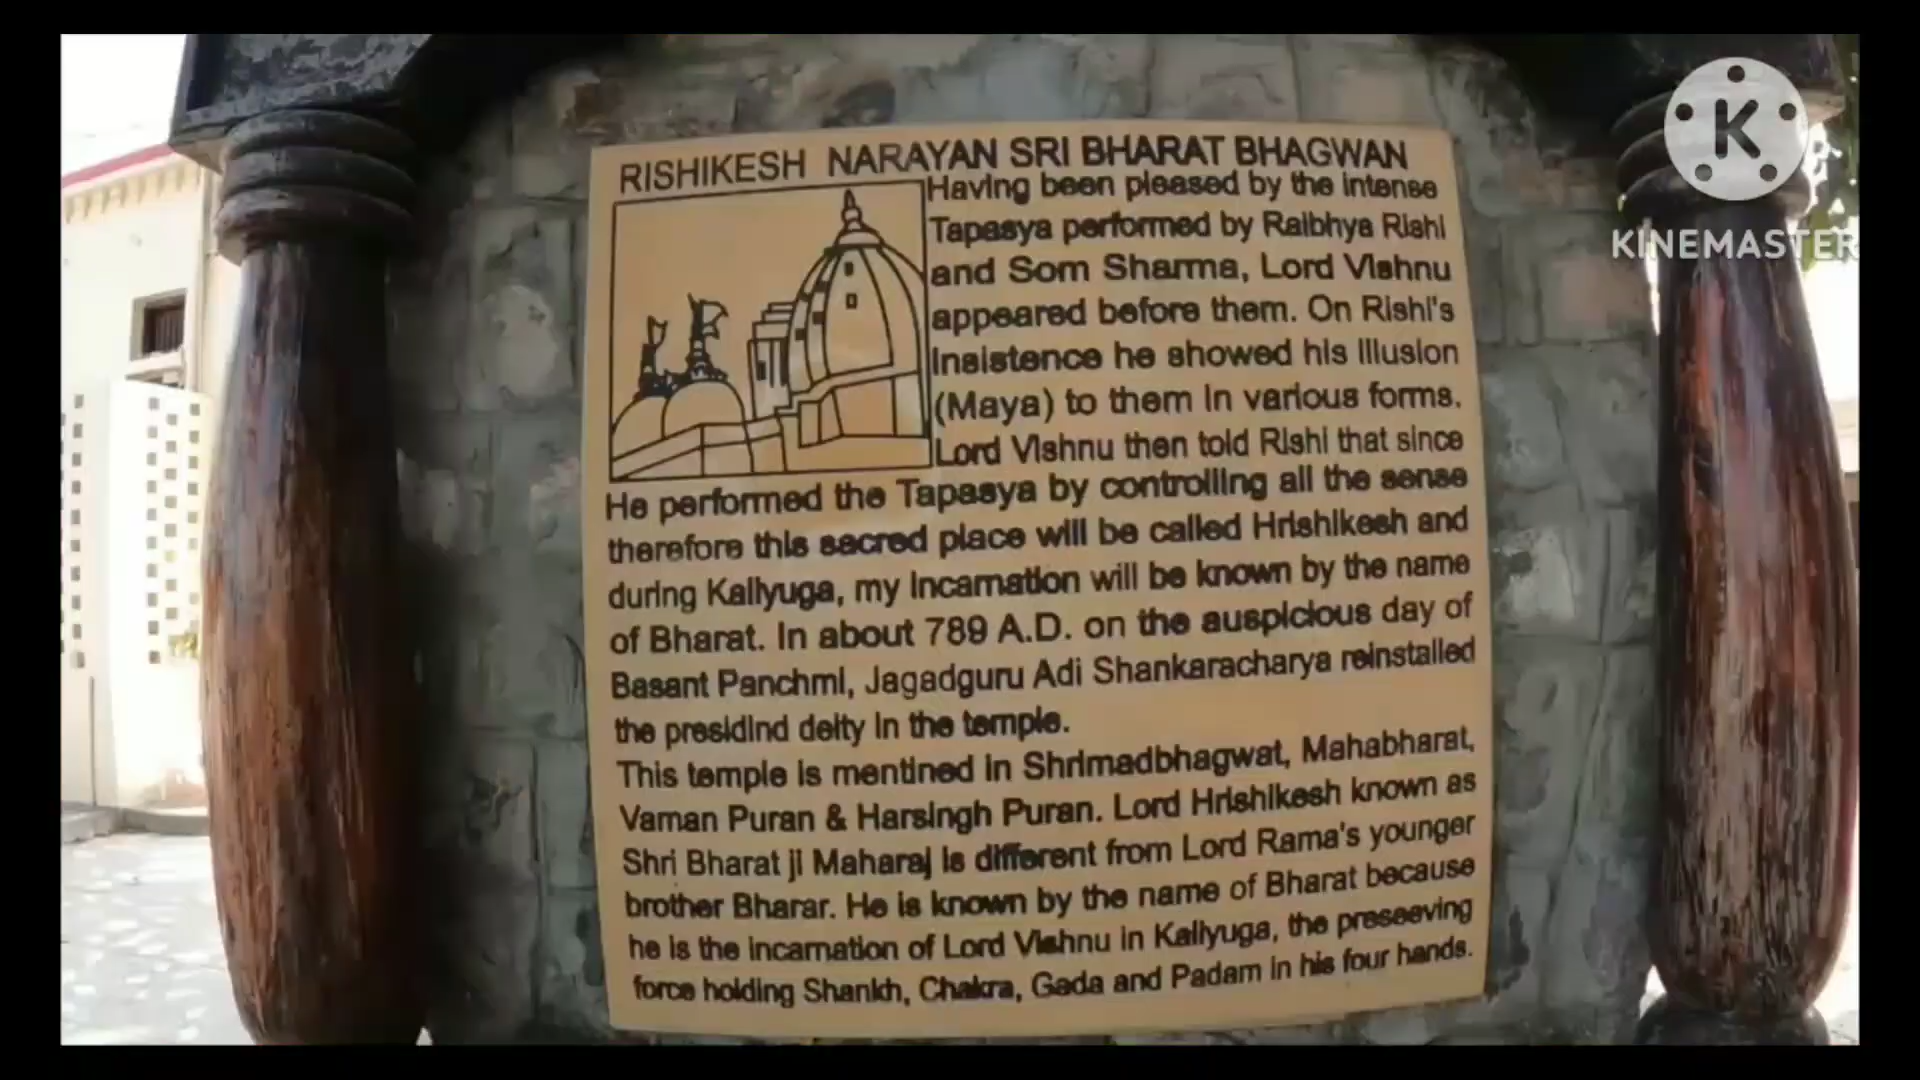 RISHIKESH NARAYAN SRI BHARAT BHAGWAN
Having been pleased by the intense
Tapasya performed by Raibhya Rishi
and Som Sharma, Lord Vishnu
appeared before them. On Rishi's
Insistence he showed his illusion
(Maya) to them in various forms.
Lord Vishnu then told Rishi that since
He performed the Tapasya by controlling all the sense
therefore this sacred place will be called Hrishikesh and
during Kaliyuga, my Incarnation will be known by the name
of Bharat. In about 789 A.D. on the auspicious day of
Basant Panchmi, Jagadguru Adi Shankaracharya reinstalled
the presidind deity in the temple.
This temple is mentined in Shrimadbhagwat, Mahabharat,
Vaman Puran & Harsingh Puran. Lord Hrishikesh known as
Shri Bharat ji Maharaj is different from Lord Rama's younger
brother Bharar. He is known by the name of Bharat because
he is the incarnation of Lord Vishnu in Kaliyuga, the preseeving
force holding Shankh, Chakra, Gada and Padam in his four hands.
K
KINEMASTER